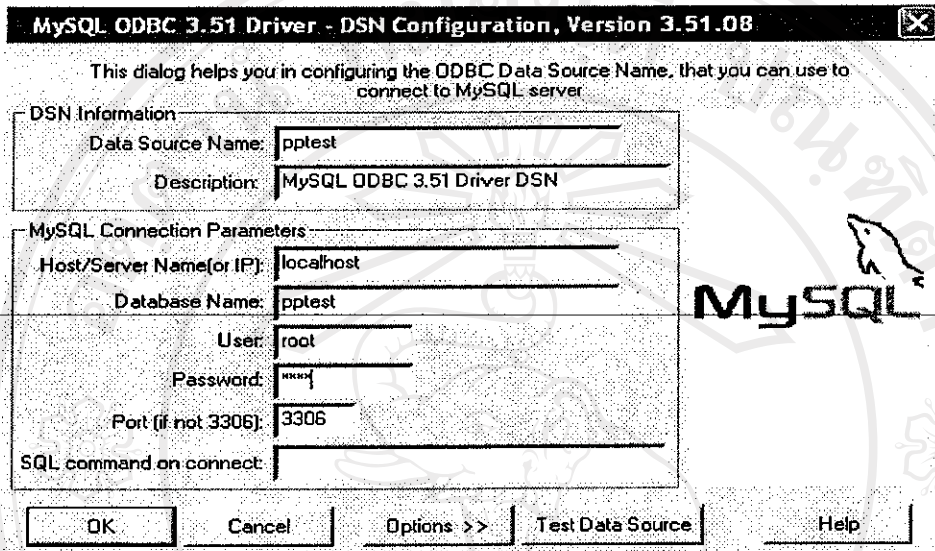 MySQL ODBC 3.51 Driver - DSN Configuration, Version 3.51.08
This dialog helps you in configuring the ODBC Data Source Name, that you can use to
connect to MySQL server
DSN Information
Data Source Name: pptest
Description: MySQL ODBC 3.51 Driver DSN
MySQL Connection Parameters
Host/Server Name(or IP): localhost
Database Name: pptest
User: root
Password: ****
Port (if not 3306): 3306
SQL command on connect:
MySQL
OK Cancel Options >> Test Data Source Help